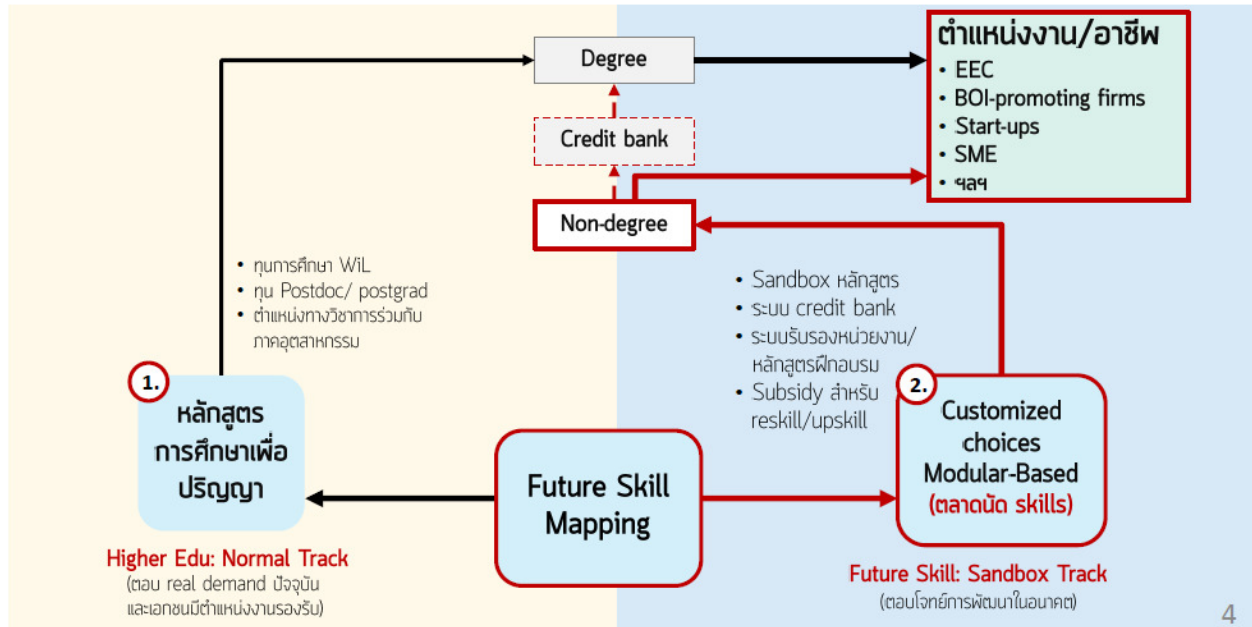 Degree
Credit bank
Non-degree
ตำแหน่งงาน/อาชีพ
• EEC
• BOI-promoting firms
• Start-ups
• SME
• ฯลฯ
• ทุนการศึกษา WiL
• ทุน Postdoc/ postgrad
• ตำแหน่งทางวิชาการร่วมกับ
ภาคอุตสาหกรรม
• Sandbox หลักสูตร
• ระบบ credit bank
• ระบบรับรองหน่วยงาน/
หลักสูตรฝึกอบรม
• Subsidy สำหรับ
reskill/upskill
1.
หลักสูตร
การศึกษาเพื่อ
ปริญญา
Higher Edu: Normal Track
(ตอบ real demand ปัจจุบัน
และเอกชนมีตำแหน่งงานรองรับ)
Future Skill
Mapping
2.
Customized
choices
Modular-Based
(ตลาดนัด skills)
Future Skill: Sandbox Track
(ตอบโจทย์การพัฒนาในอนาคต)
4